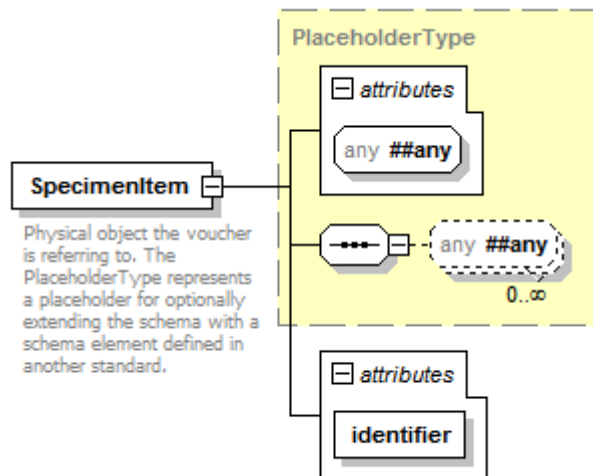 PlaceholderType
attributes
any ##any
SpecimenItem
Physical object the voucher
is referring to. The
PlaceholderType represents
a placeholder for optionally
extending the schema with a
schema element defined in
another standard.
any ##any
0..∞
attributes
identifier